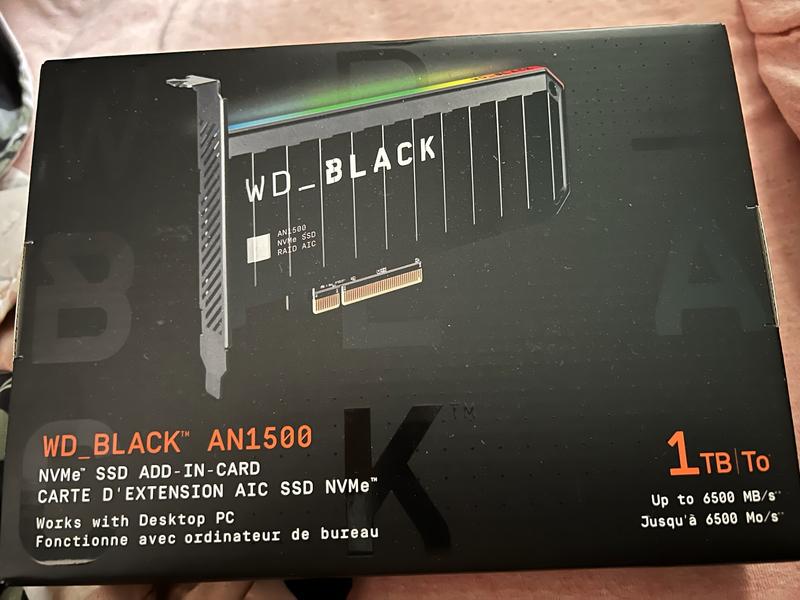 WD_BLACK
AN1500
NVMe SSD
RAID AIC
WD_BLACK™ AN1500
NVMe™ SSD ADD-IN-CARD
CARTE D'EXTENSION AIC SSD NVMe™
Works with Desktop PC
Fonctionne avec ordinateur de bureau
1TB|To
Up to 6500 MB/s
Jusqu'à 6500 Mo/s
BLACK™